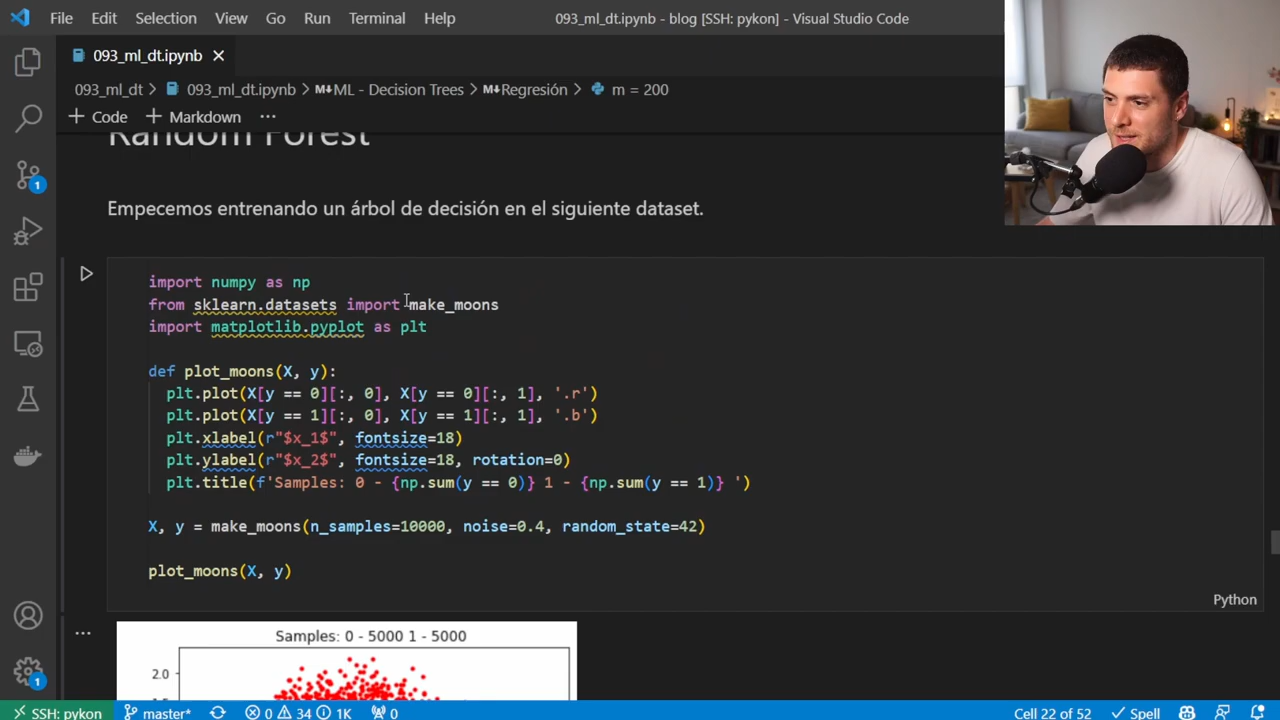 File Edit Selection View Go Run Terminal Help
093_ml_dt.ipynb - blog [SSH: pykon] - Visual Studio Code
093_ml_dt.ipynb
093_ml_dt > 093_ml_dt.ipynb > ML - Decision Trees > Regresión > m = 200
+ Code + Markdown ...
Random Forest
Empecemos entrenando un árbol de decisión en el siguiente dataset.
import numpy as np
from sklearn.datasets import make_moons
import matplotlib.pyplot as plt
def plot_moons(X, y):
plt.plot(X[y == 0][:, 0], X[y == 0][:, 1], '.r')
plt.plot(X[y == 1][:, 0], X[y == 1][:, 1], '.b')
plt.xlabel(r"$x_1$", fontsize=18)
plt.ylabel(r"$x_2$", fontsize=18, rotation=0)
plt.title(f'Samples: 0 - {np.sum(y == 0)} 1 - {np.sum(y == 1)} ')
X, y = make_moons(n_samples=10000, noise=0.4, random_state=42)
plot_moons(X, y)
Python
...
Samples: 0 - 5000 1 - 5000
2.0
1
1
SSH: pykon master* 0 34 1K 0 Cell 22 of 52 Spell